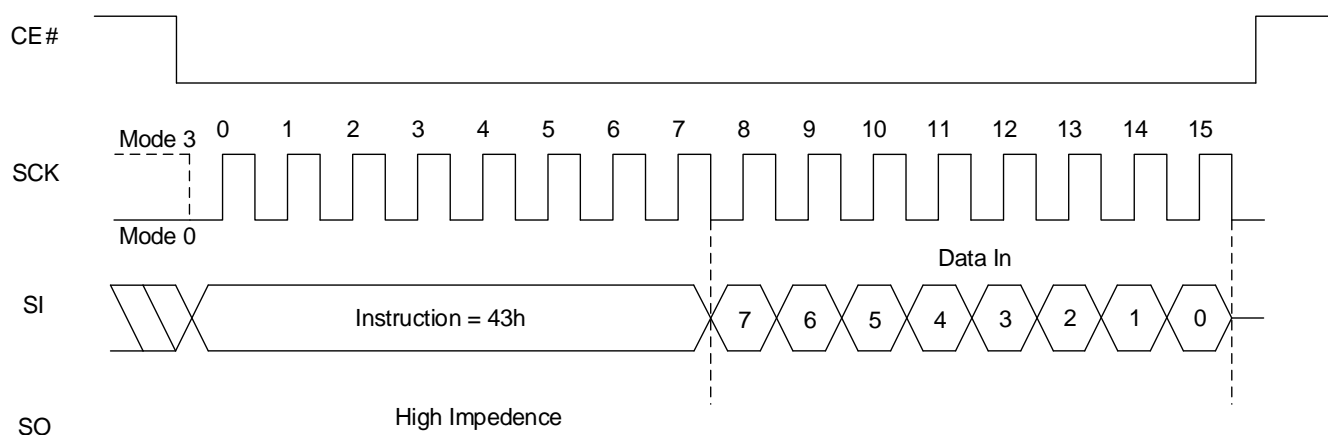 CE#
Mode 3
0 1 2 3 4 5 6 7 8 9 10 11 12 13 14 15
SCK
Mode 0
Data In
SI
Instruction = 43h
7 6 5 4 3 2 1 0
High Impedence
SO